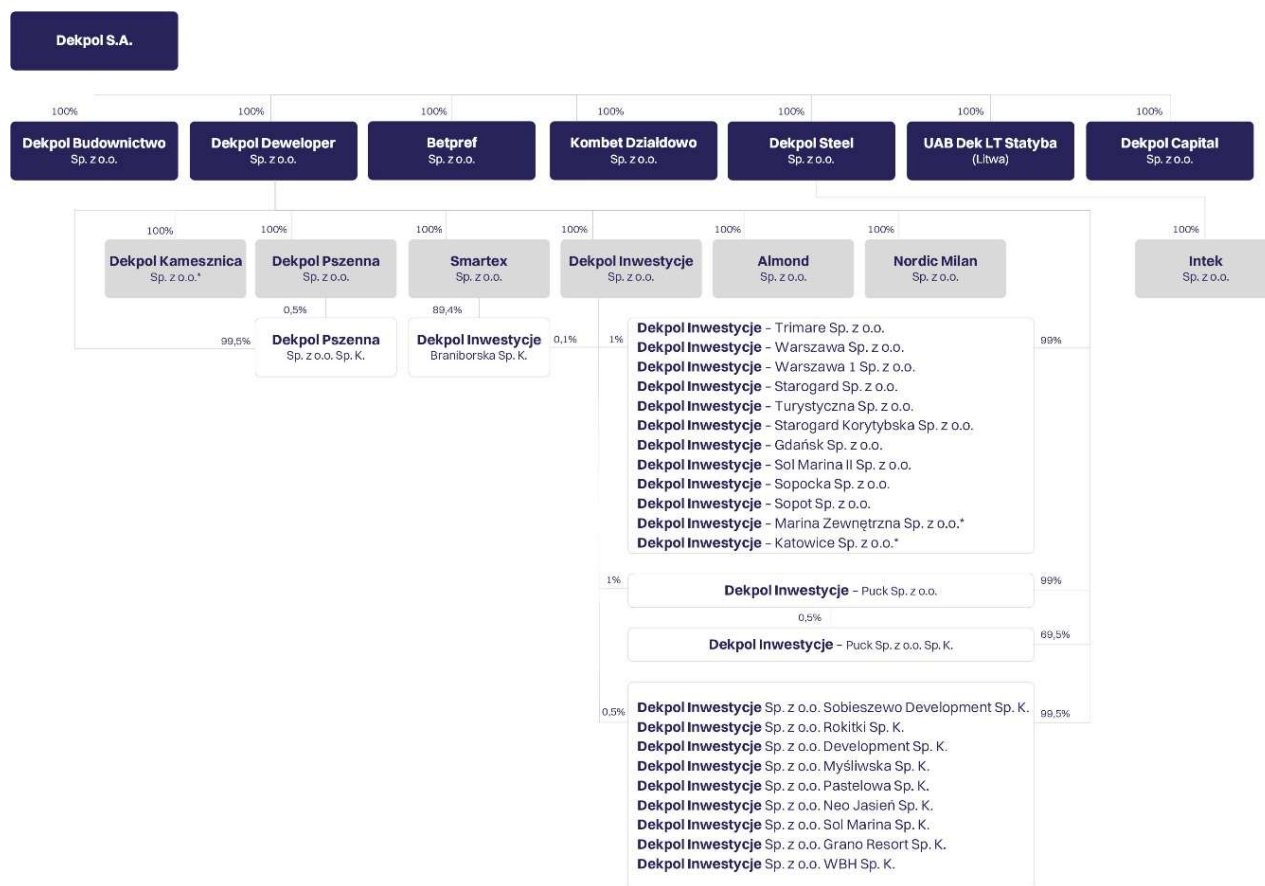 Dekpol S.A.
100%
100%
100%
100%
100%
100%
100%
Dekpol Budownictwo
Sp. z o.o.
Dekpol Deweloper
Sp. z o.o.
Betpref
Sp. z o.o.
Kombet Działdowo
Sp. z o.o.
Dekpol Steel
Sp. z o.o.
UAB Dek LT Statyba
(Litwa)
Dekpol Capital
Sp. z o.o.
100%
100%
100%
100%
100%
100%
100%
Dekpol Kamesznica
Sp. z o.o.*
Dekpol Pszenna
Sp. z o.o.
Smartex
Sp. z o.o.
Dekpol Inwestycje
Sp. z o.o.
Almond
Sp. z o.o.
Nordic Milan
Sp. z o.o.
Intek
Sp. z o.o.
0,5%
89,4%
99,5%
Dekpol Pszenna
Sp. z o.o. Sp. K.
Dekpol Inwestycje
Braniborska Sp. K.
0,1%
1%
Dekpol Inwestycje – Trimare Sp. z o.o.
Dekpol Inwestycje – Warszawa Sp. z o.o.
Dekpol Inwestycje – Warszawa 1 Sp. z o.o.
Dekpol Inwestycje – Starogard Sp. z o.o.
Dekpol Inwestycje – Turystyczna Sp. z o.o.
Dekpol Inwestycje – Starogard Korytybska Sp. z o.o.
Dekpol Inwestycje – Gdańsk Sp. z o.o.
Dekpol Inwestycje – Sol Marina II Sp. z o.o.
Dekpol Inwestycje – Sopocka Sp. z o.o.
Dekpol Inwestycje – Sopot Sp. z o.o.
Dekpol Inwestycje – Marina Zewnętrzna Sp. z o.o.*
Dekpol Inwestycje – Katowice Sp. z o.o.*
99%
1%
Dekpol Inwestycje – Puck Sp. z o.o.
99%
0,5%
Dekpol Inwestycje – Puck Sp. z o.o. Sp. K.
69,5%
0,5%
Dekpol Inwestycje Sp. z o.o. Sobieszewo Development Sp. K.
99,5%
Dekpol Inwestycje Sp. z o.o. Rokitki Sp. K.
Dekpol Inwestycje Sp. z o.o. Development Sp. K.
Dekpol Inwestycje Sp. z o.o. Myśliwska Sp. K.
Dekpol Inwestycje Sp. z o.o. Pastelowa Sp. K.
Dekpol Inwestycje Sp. z o.o. Neo Jasień Sp. K.
Dekpol Inwestycje Sp. z o.o. Sol Marina Sp. K.
Dekpol Inwestycje Sp. z o.o. Grano Resort Sp. K.
Dekpol Inwestycje Sp. z o.o. WBH Sp. K.